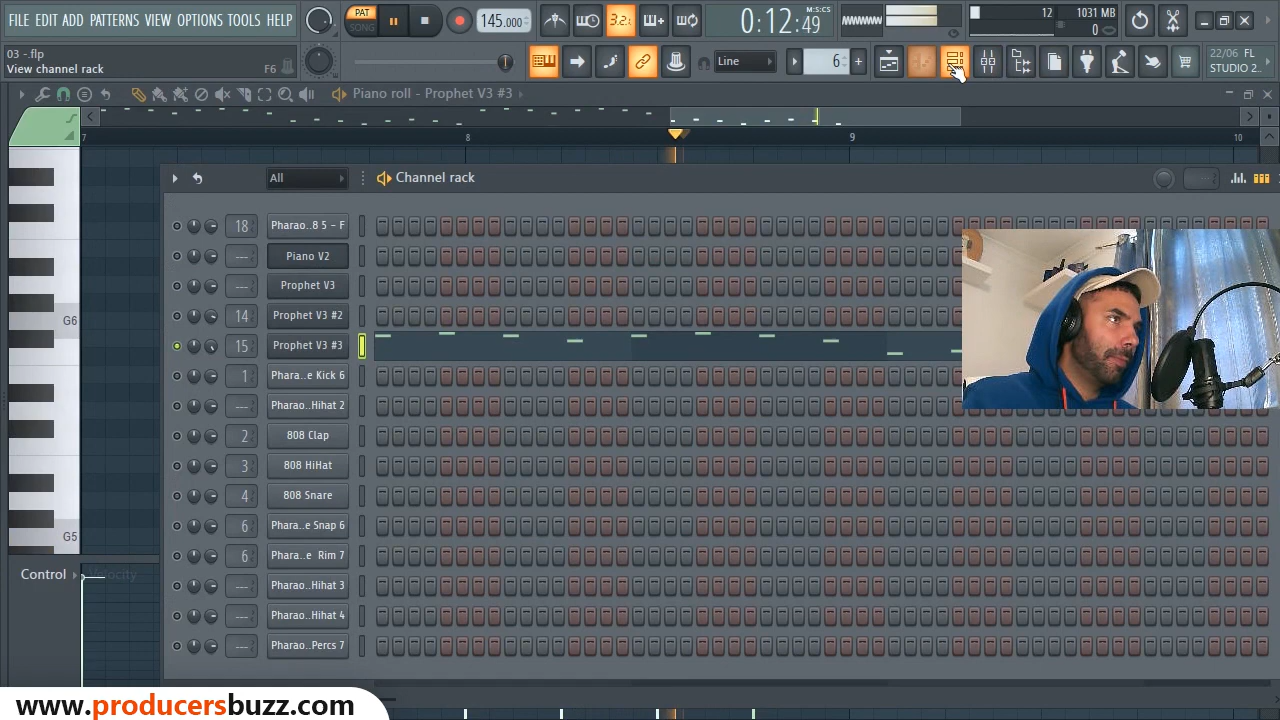 FILE EDIT ADD PATTERNS VIEW OPTIONS TOOLS HELP
PAT
SONG
145.000
3.2.
0:12:49
M:S:CS
12
1031 MB
0
03 -.flp
View channel rack
F6
Line
6
22/06 FL
STUDIO 2..
Piano roll - Prophet V3 #3
7
8
9
10
All
Channel rack
18
Pharao..8 5 - F
---
Piano V2
---
Prophet V3
14
Prophet V3 #2
15
Prophet V3 #3
1
Phara..e Kick 6
---
Pharao..Hihat 2
2
808 Clap
3
808 HiHat
4
808 Snare
6
Phara..e Snap 6
6
Phara..e Rim 7
---
Pharao..Hihat 3
---
Pharao..Hihat 4
---
Pharao..Percs 7
G6
G5
Control
Velocity
www.producersbuzz.com